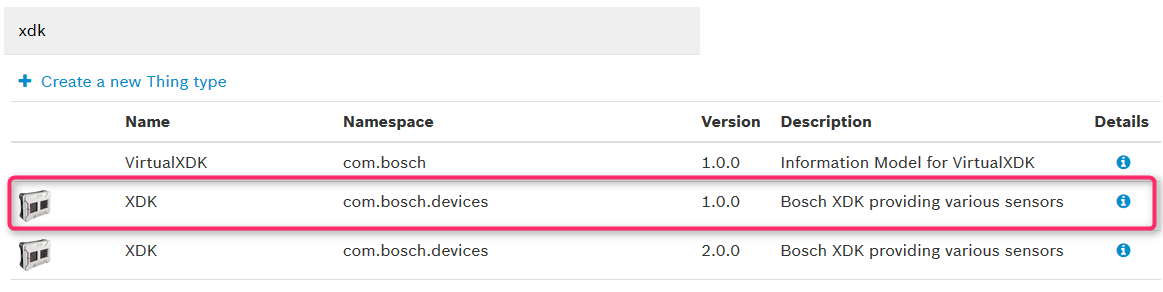 xdk
+ Create a new Thing type
Name Namespace Version Description Details
VirtualXDK com.bosch 1.0.0 Information Model for VirtualXDK
XDK com.bosch.devices 1.0.0 Bosch XDK providing various sensors
XDK com.bosch.devices 2.0.0 Bosch XDK providing various sensors